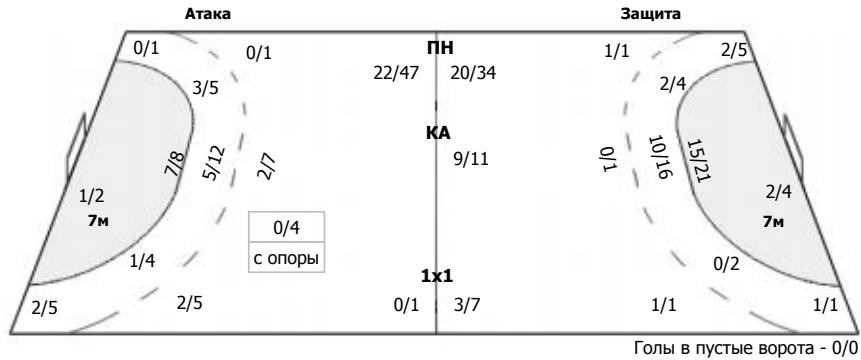 Атака Защита
0/1 0/1 ПН 1/1 2/5
22/47 20/34
3/5 2/4
КА
7/8 5/12 2/7 9/11 0/1 10/16 15/21
1/2 2/4
7м 7м
0/4
с опоры
1/4 0/2
1x1
2/5 2/5 0/1 3/7 1/1 1/1
Голы в пустые ворота - 0/0